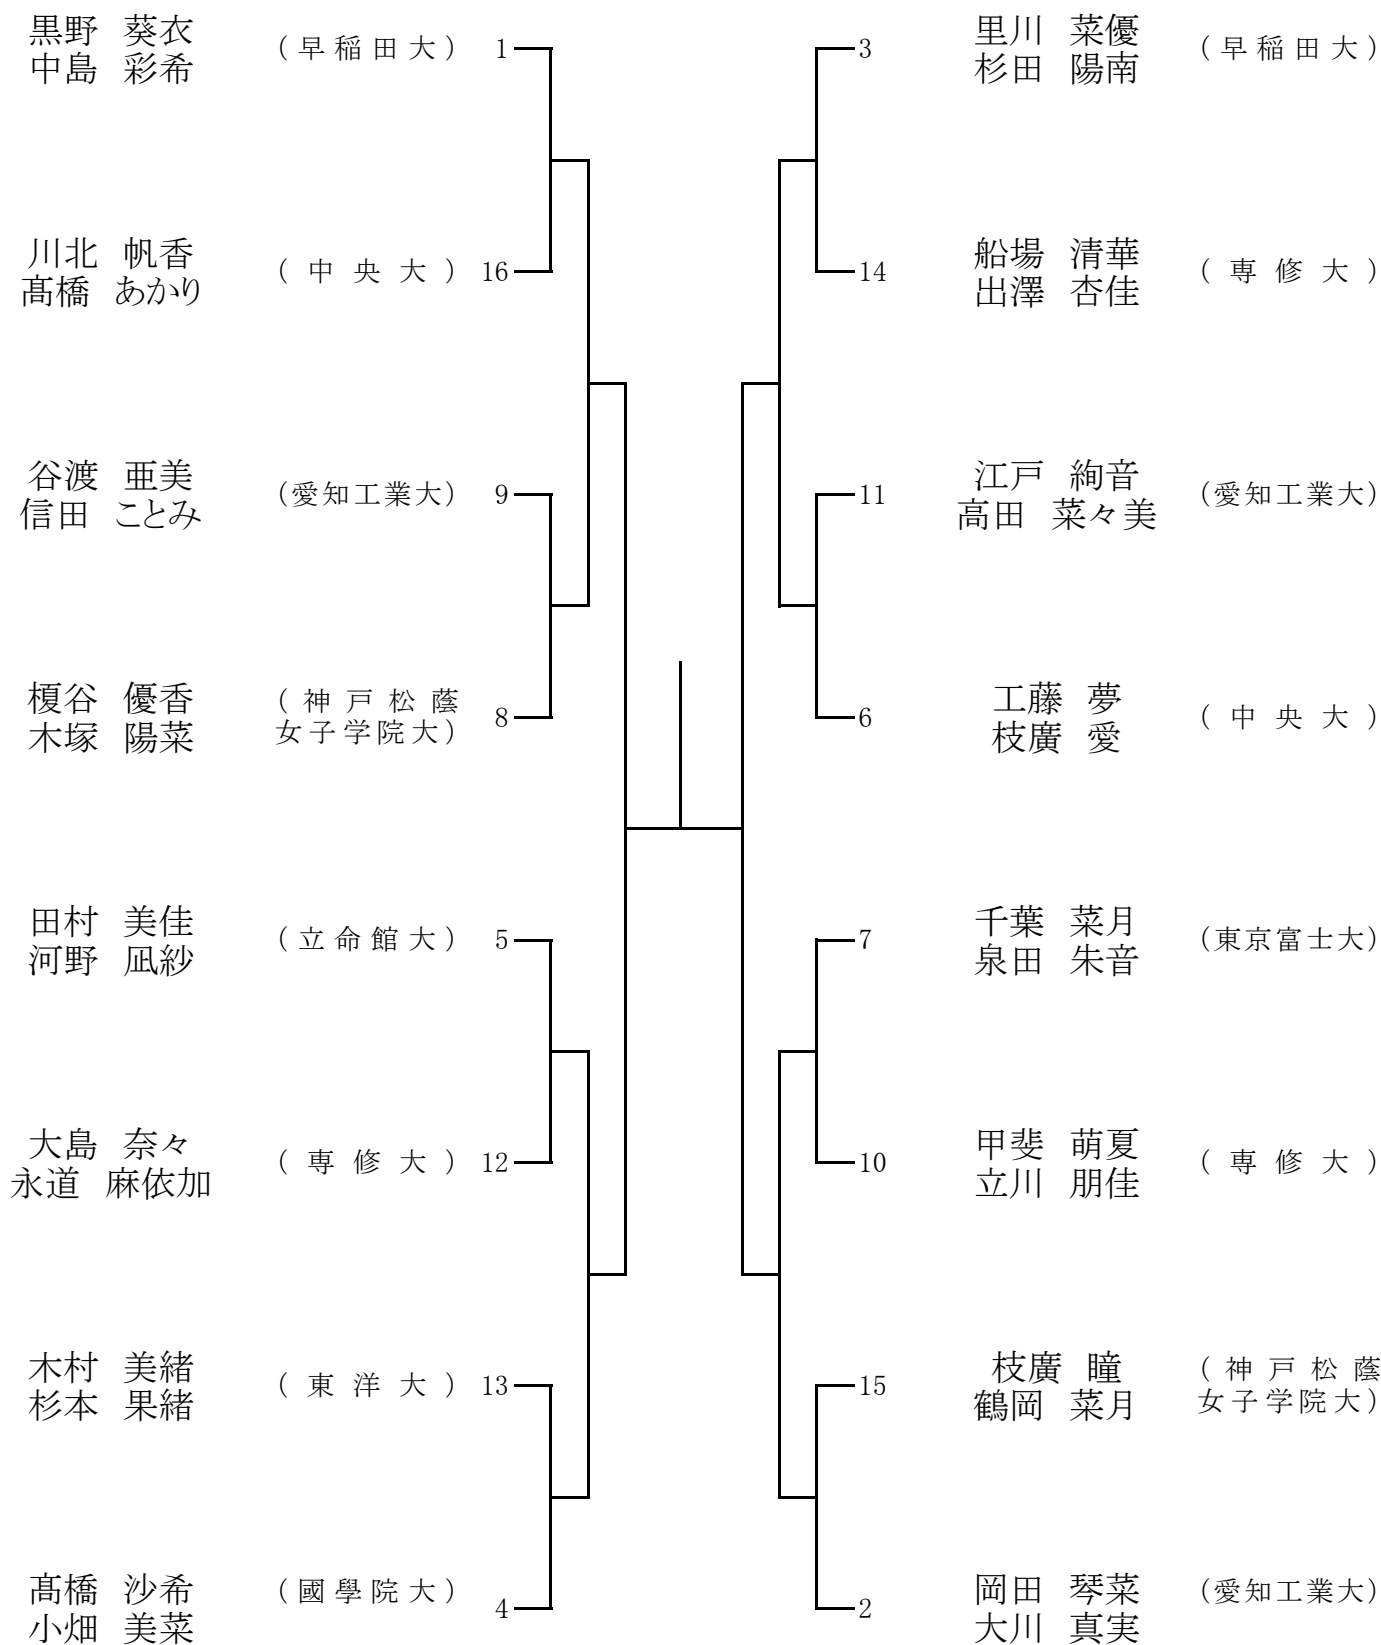 黒野 葵衣
中島 彩希
(早稲田大) 1
川北 帆香
髙橋 あかり
(中央大) 16
谷渡 亜美
信田 ことみ
(愛知工業大) 9
榎谷 優香
木塚 陽菜
(神戸松蔭
女子学院大) 8
田村 美佳
河野 凪紗
(立命館大) 5
大島 奈々
永道 麻依加
(専修大) 12
木村 美緒
杉本 果緒
(東洋大) 13
髙橋 沙希
小畑 美菜
(國學院大) 4
3 里川 菜優
杉田 陽南
(早稲田大)
14 船場 清華
出澤 杏佳
(専修大)
11 江戸 絢音
高田 菜々美
(愛知工業大)
6 工藤 夢
枝廣 愛
(中央大)
7 千葉 菜月
泉田 朱音
(東京富士大)
10 甲斐 萌夏
立川 朋佳
(専修大)
15 枝廣 瞳
鶴岡 菜月
(神戸松蔭
女子学院大)
2 岡田 琴菜
大川 真実
(愛知工業大)